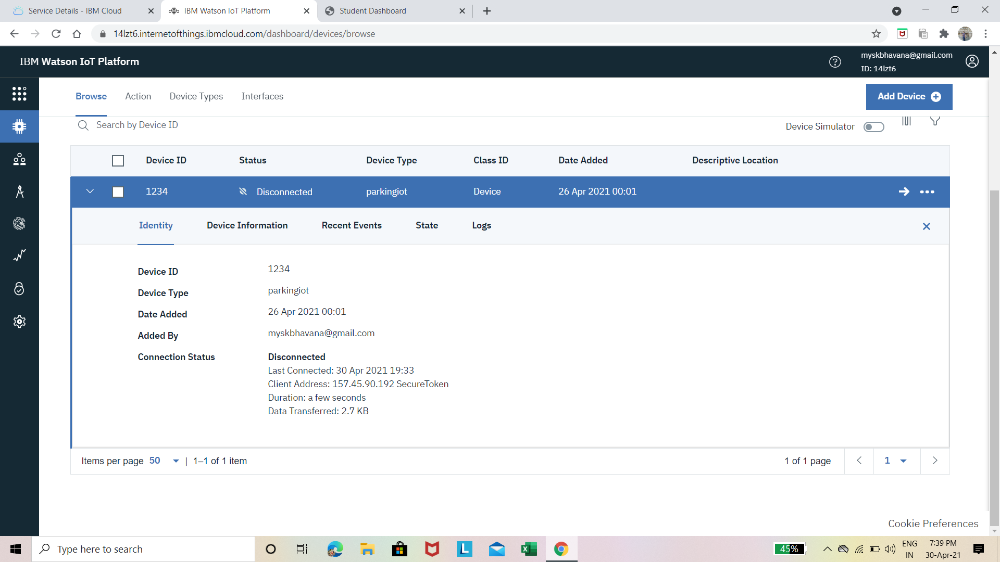 Service Details - IBM Cloud
IBM Watson IoT Platform
Student Dashboard
14lzt6.internetofthings.ibmcloud.com/dashboard/devices/browse
IBM Watson IoT Platform
myskbhavana@gmail.com
ID: 14lzt6
Browse Action Device Types Interfaces
Add Device
Search by Device ID
Device Simulator
Device ID Status Device Type Class ID Date Added Descriptive Location
1234 Disconnected parkingiot Device 26 Apr 2021 00:01
Identity Device Information Recent Events State Logs
Device ID 1234
Device Type parkingiot
Date Added 26 Apr 2021 00:01
Added By myskbhavana@gmail.com
Connection Status Disconnected
Last Connected: 30 Apr 2021 19:33
Client Address: 157.45.90.192 SecureToken
Duration: a few seconds
Data Transferred: 2.7 KB
Items per page 50 | 1–1 of 1 item 1 of 1 page 1
Cookie Preferences
Type here to search
L
X
45%
ENG
IN
7:39 PM
30-Apr-21